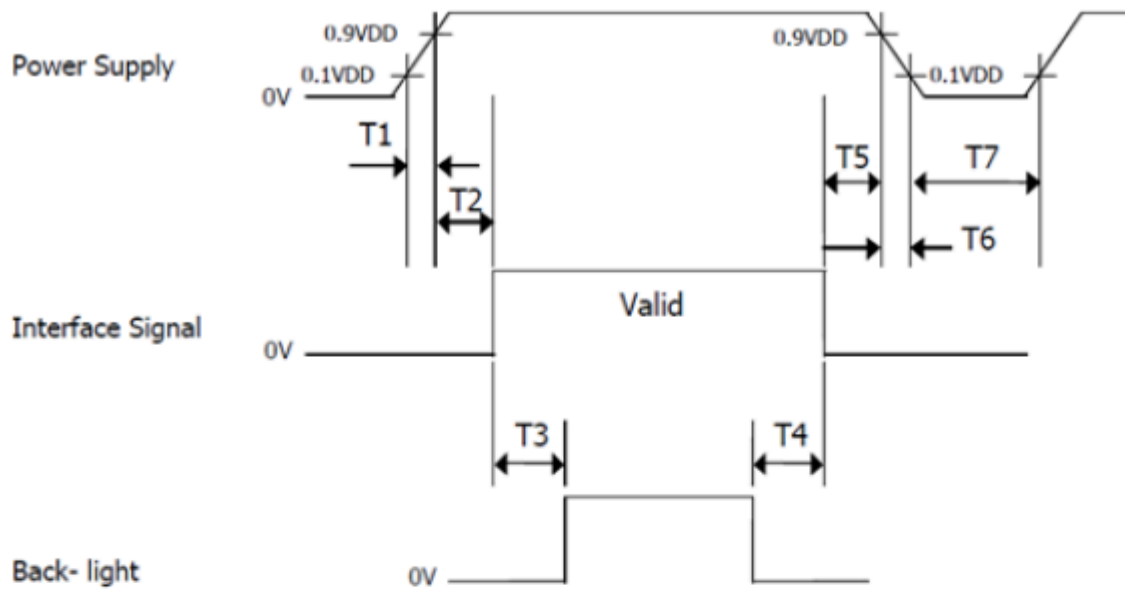 0.9VDD
0.9VDD
Power Supply
0.1VDD
0.1VDD
0V
T1
T5
T7
T2
T6
Valid
Interface Signal
0V
T3
T4
Back- light
0V